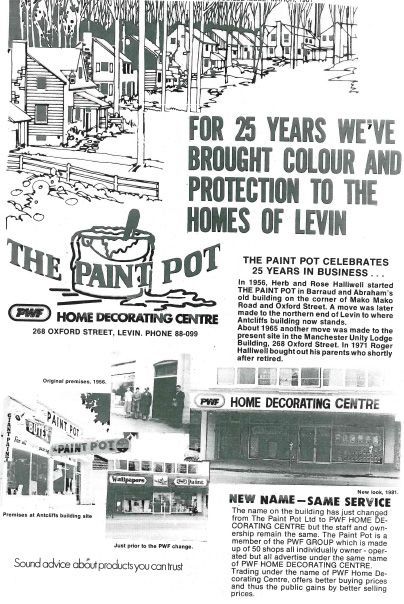 FOR 25 YEARS WE'VE
BROUGHT COLOUR AND
PROTECTION TO THE
HOMES OF LEVIN
THE PAINT POT
PWF HOME DECORATING CENTRE
268 OXFORD STREET, LEVIN. PHONE 88-099
THE PAINT POT CELEBRATES
25 YEARS IN BUSINESS . . .
In 1956, Herb and Rose Halliwell started
THE PAINT POT in Barraud and Abraham's
old building on the corner of Mako Mako
Road and Oxford Street. A move was later
made to the northern end of Levin to where
Antcliffs building now stands.
About 1965 another move was made to the
present site in the Manchester Unity Lodge
Building, 268 Oxford Street. In 1971 Roger
Halliwell bought out his parents who shortly
after retired.
Original premises, 1956.
PWF HOME DECORATING CENTRE
GIANT PAINT
PAINT POT
PAINT POT
Premises at Antcliffs building site
Wallpapers
PWF Paint
Just prior to the PWF change.
New look, 1981.
NEW NAME—SAME SERVICE
The name on the building has just changed
from The Paint Pot Ltd to PWF HOME DE-
CORATING CENTRE but the staff and own-
ership remain the same. The Paint Pot is a
member of the PWF GROUP which is made
up of 50 shops all individually owner - oper-
ated but all advertise under the same name
of PWF HOME DECORATING CENTRE.
Trading under the name of PWF Home De-
corating Centre, offers better buying prices
and thus the public gains by better selling
prices.
Sound advice about products you can trust